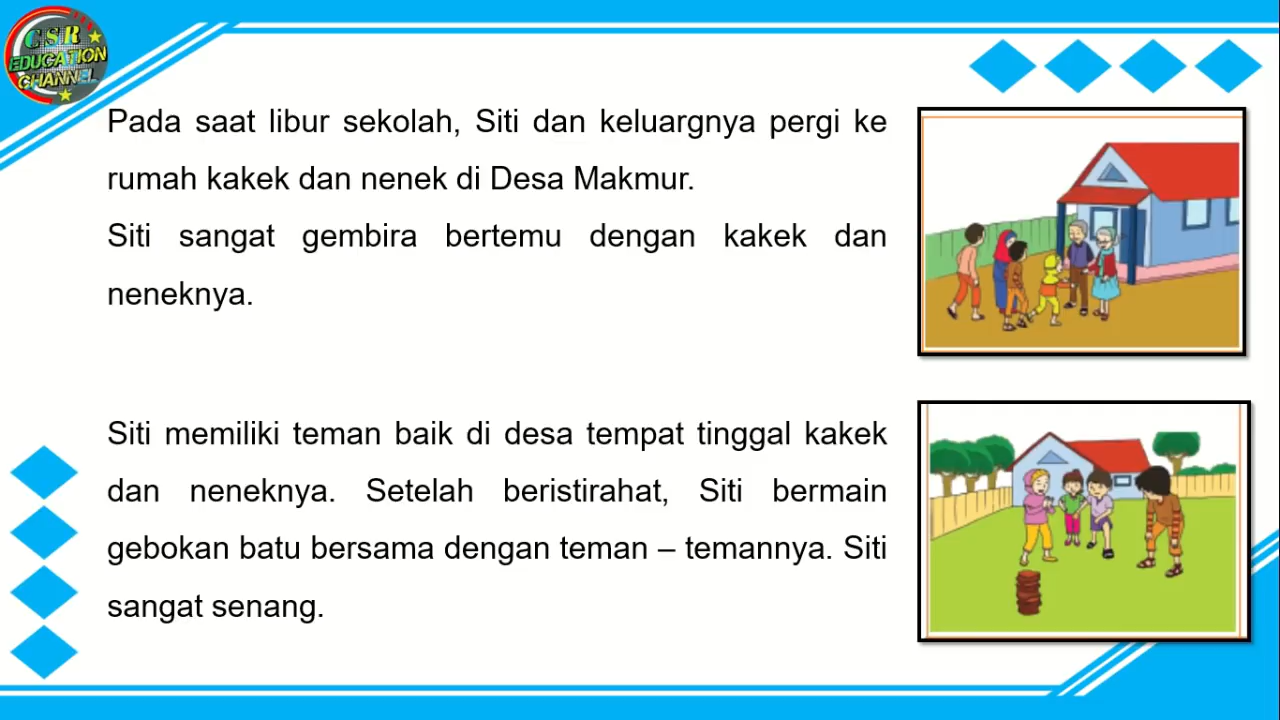 CSR
EDUCATION
CHANNEL
Pada saat libur sekolah, Siti dan keluargnya pergi ke
rumah kakek dan nenek di Desa Makmur.
Siti sangat gembira bertemu dengan kakek dan
neneknya.
Siti memiliki teman baik di desa tempat tinggal kakek
dan neneknya. Setelah beristirahat, Siti bermain
gebokan batu bersama dengan teman – temannya. Siti
sangat senang.